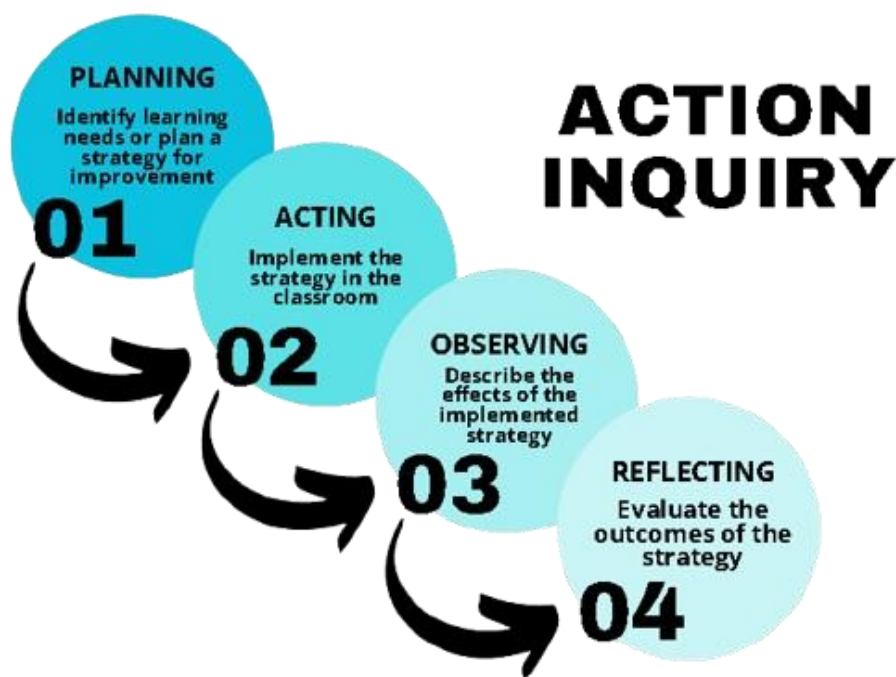 ACTION
INQUIRY
PLANNING
Identify learning
needs or plan a
strategy for
improvement
01
ACTING
Implement the
strategy in the
classroom
02
OBSERVING
Describe the
effects of the
implemented
strategy
03
REFLECTING
Evaluate the
outcomes of the
strategy
04